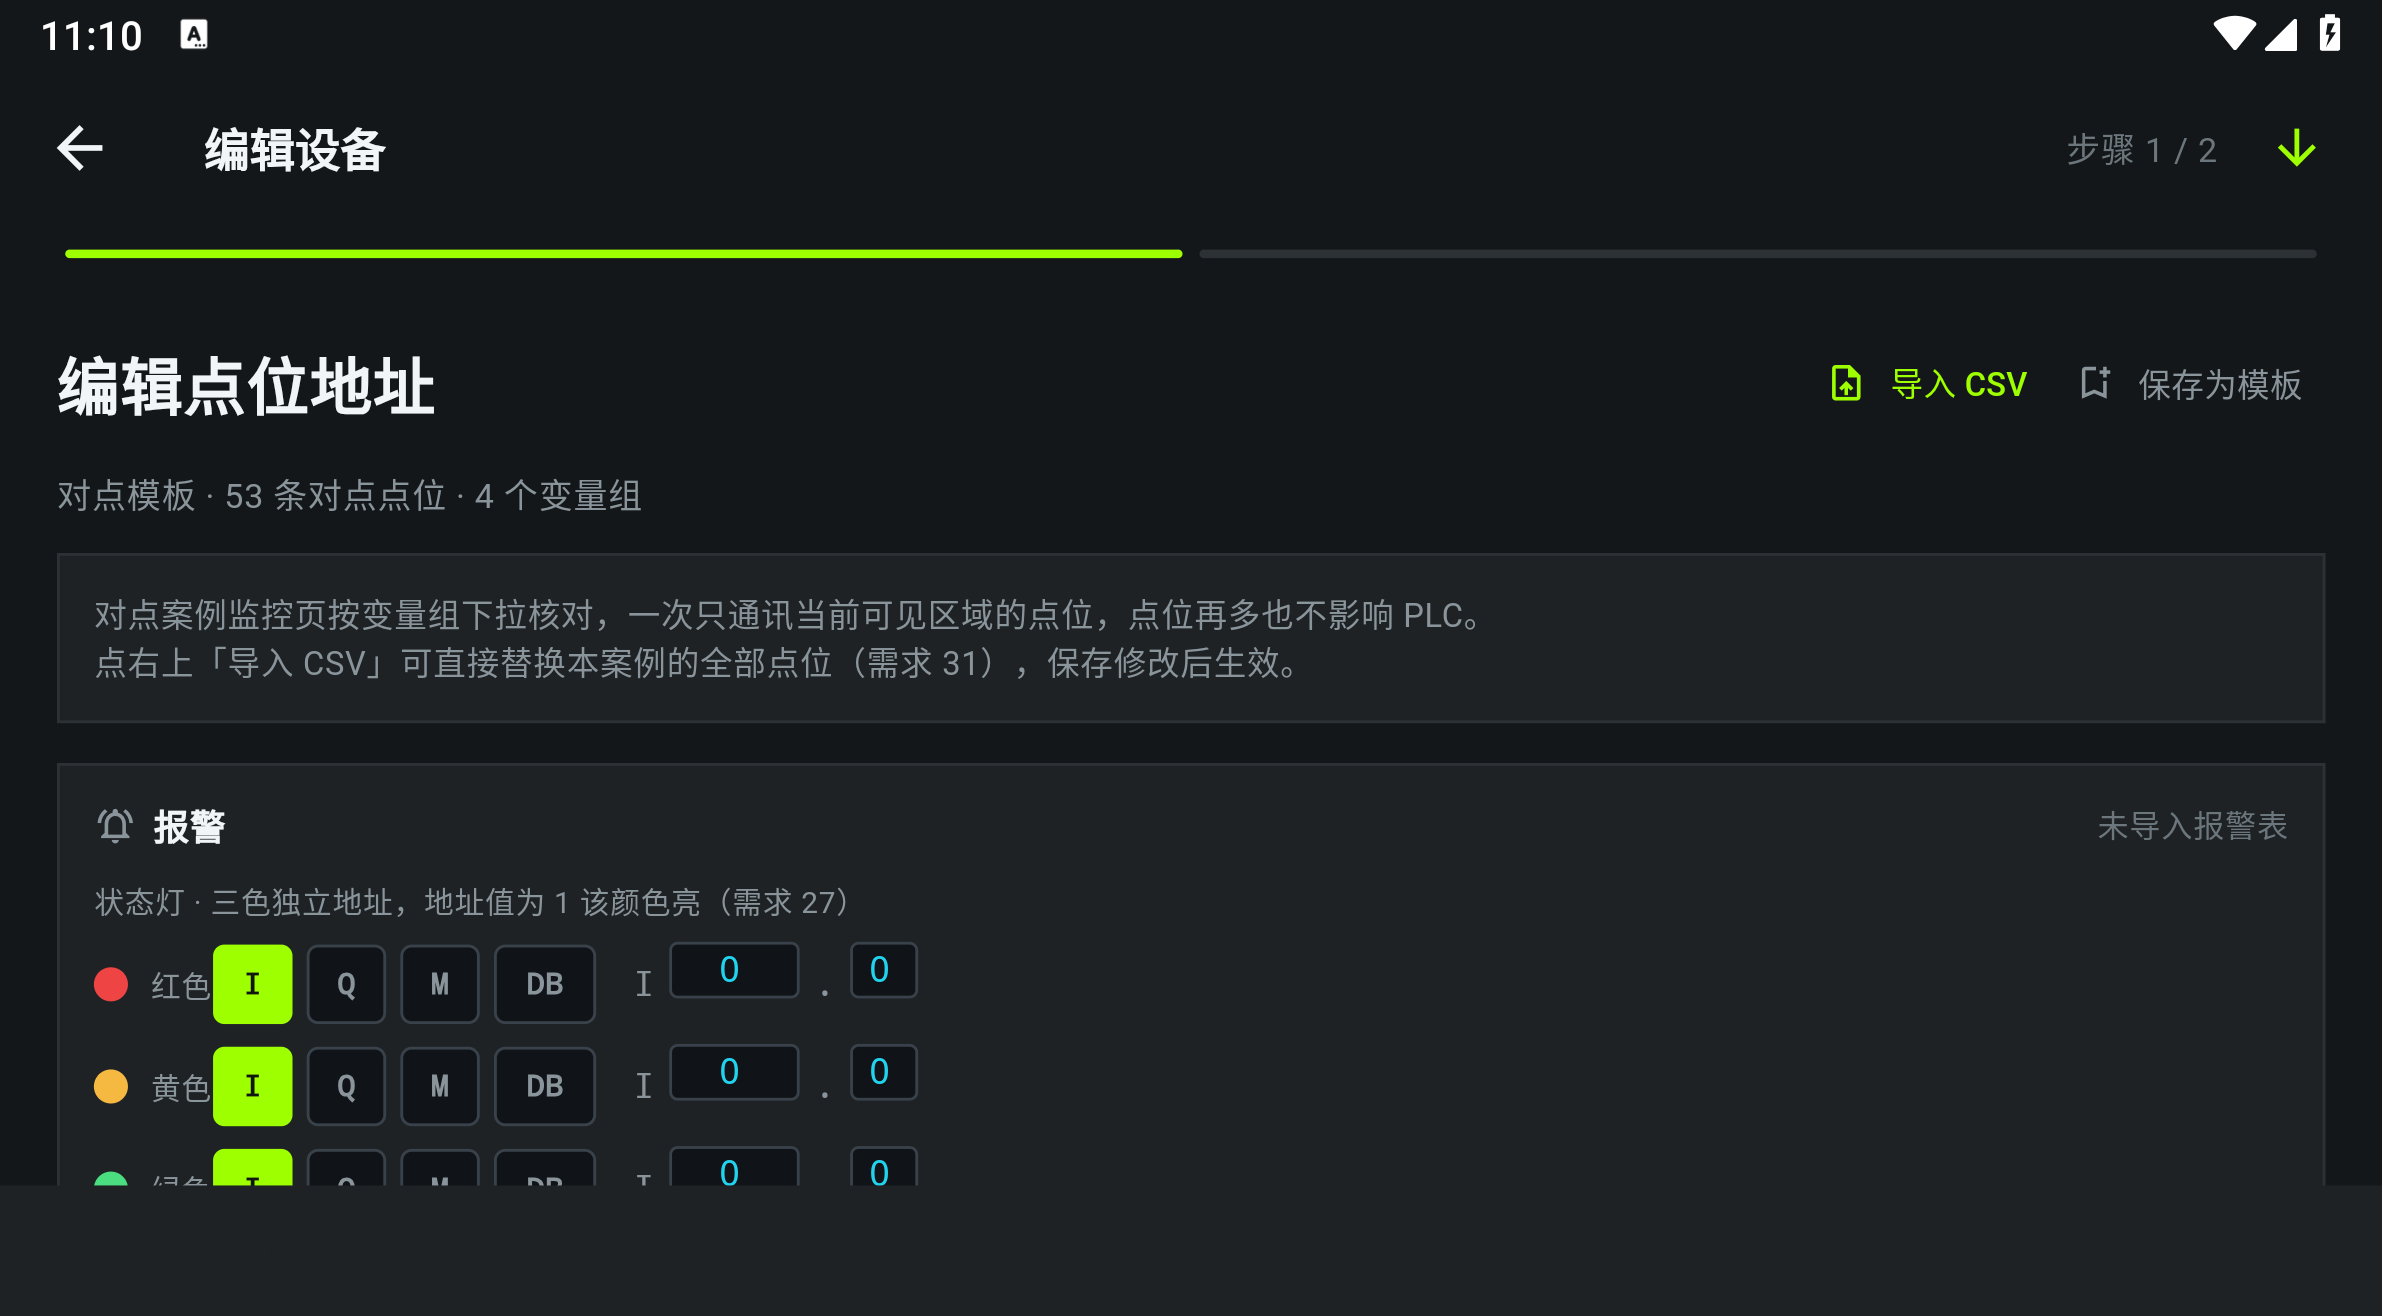 11:10
编辑设备
步骤 1 / 2
编辑点位地址
导入 CSV
保存为模板
对点模板 · 53 条对点点位 · 4 个变量组
对点案例监控页按变量组下拉核对，一次只通讯当前可见区域的点位，点位再多也不影响 PLC。
点右上「导入 CSV」可直接替换本案例的全部点位（需求 31），保存修改后生效。
报警
未导入报警表
状态灯 · 三色独立地址，地址值为 1 该颜色亮（需求 27）
红色 I Q M DB I 0 . 0
黄色 I Q M DB I 0 . 0
绿色 I Q M DB I 0 0